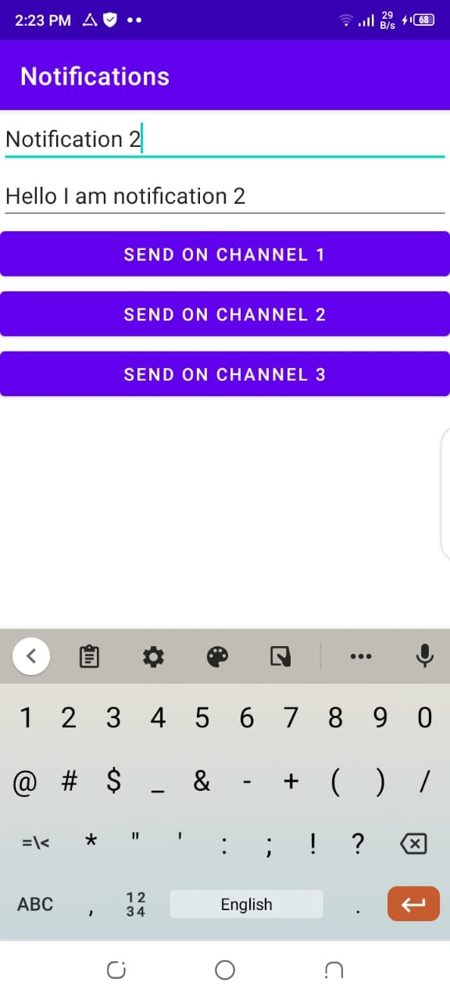 2:23 PM 29 B/s 68
Notifications
Notification 2
Hello I am notification 2
SEND ON CHANNEL 1
SEND ON CHANNEL 2
SEND ON CHANNEL 3
1 2 3 4 5 6 7 8 9 0
@ # $ _ & - + ( ) /
=\< * " ' : ; ! ?
ABC , 12 34 English .